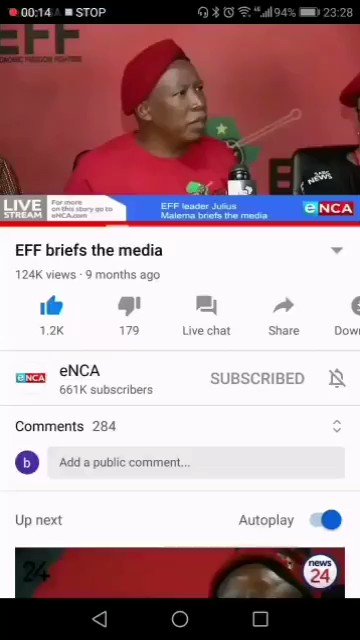 00:14
STOP
94%
23:28
EFF
ECONOMIC FREEDOM FIGHTERS
NEWS
LIVE
STREAM
For more
on this story go to
eNCA.com
EFF leader Julius
Malema briefs the media
eNCA
EFF briefs the media
124K views · 9 months ago
1.2K
179
Live chat
Share
Down
eNCA
eNCA
661K subscribers
SUBSCRIBED
Comments 284
b
Add a public comment...
Up next
Autoplay
24
news
24